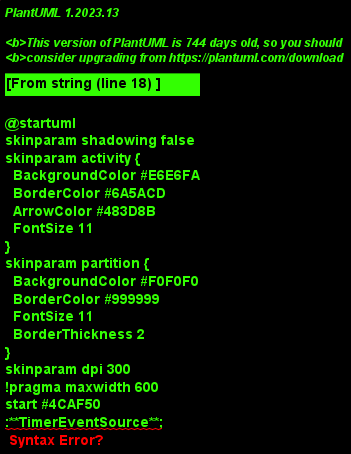 PlantUML 1.2023.13
<b>This version of PlantUML is 744 days old, so you should
<b>consider upgrading from https://plantuml.com/download
[From string (line 18) ]
@startuml
skinparam shadowing false
skinparam activity {
BackgroundColor #E6E6FA
BorderColor #6A5ACD
ArrowColor #483D8B
FontSize 11
}
skinparam partition {
BackgroundColor #F0F0F0
BorderColor #999999
FontSize 11
BorderThickness 2
}
skinparam dpi 300
!pragma maxwidth 600
start #4CAF50
:**TimerEventSource**;
Syntax Error?